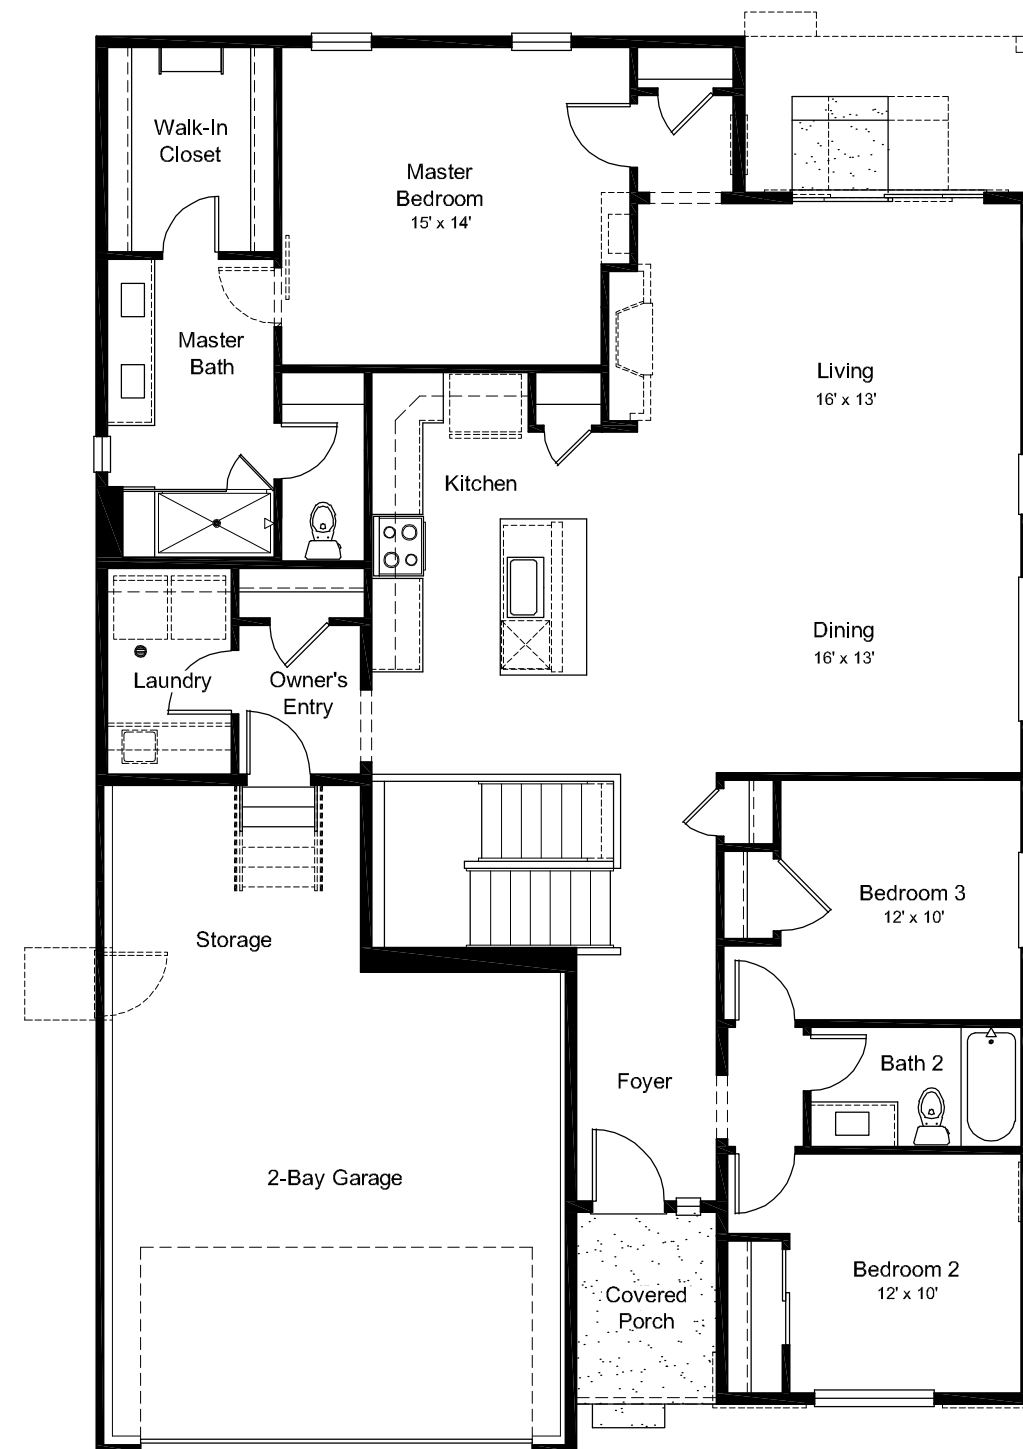 Walk-In
Closet
Master
Bedroom
15' x 14'
Master
Bath
Living
16' x 13'
Kitchen
Dining
16' x 13'
Laundry
Owner's
Entry
Bedroom 3
12' x 10'
Storage
Bath 2
Foyer
2-Bay Garage
Bedroom 2
12' x 10'
Covered
Porch